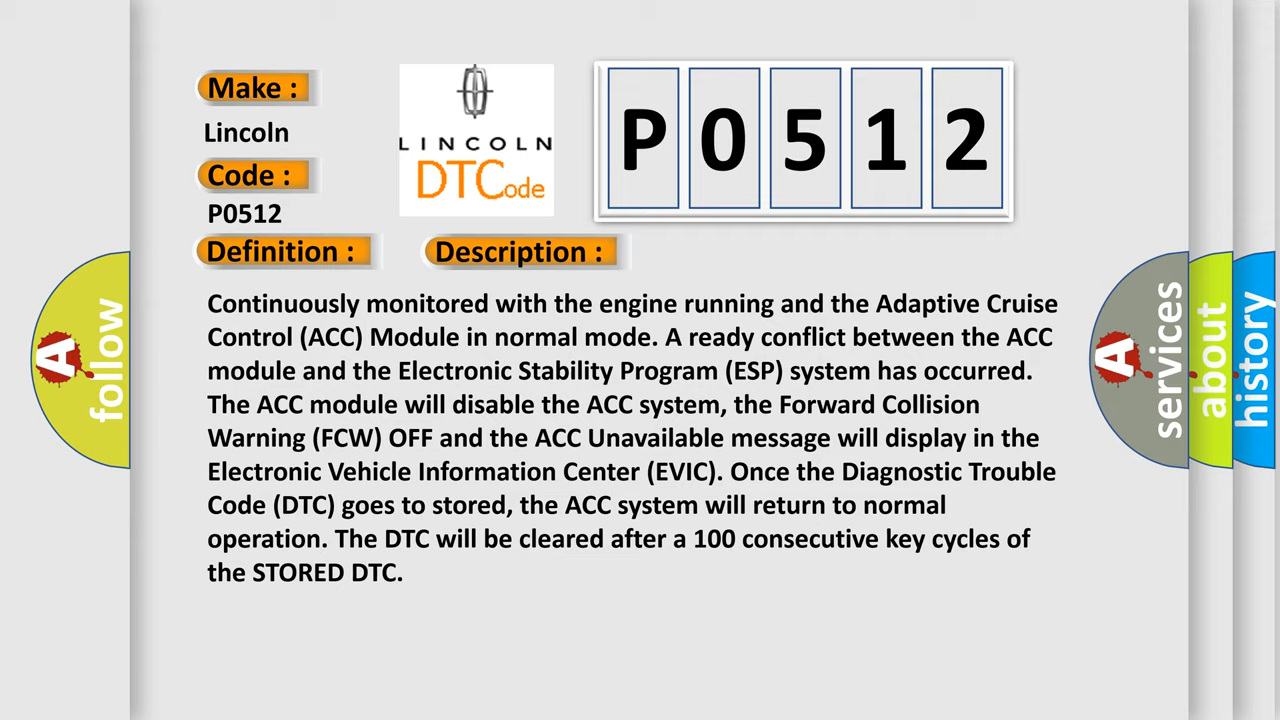 Make :
Lincoln
Code :
P0512
Definition :
Description :
LINCOLN
DTCode
P0512
Continuously monitored with the engine running and the Adaptive Cruise
Control (ACC) Module in normal mode. A ready conflict between the ACC
module and the Electronic Stability Program (ESP) system has occurred.
The ACC module will disable the ACC system, the Forward Collision
Warning (FCW) OFF and the ACC Unavailable message will display in the
Electronic Vehicle Information Center (EVIC). Once the Diagnostic Trouble
Code (DTC) goes to stored, the ACC system will return to normal
operation. The DTC will be cleared after a 100 consecutive key cycles of
the STORED DTC.
A follow
A services
about
history